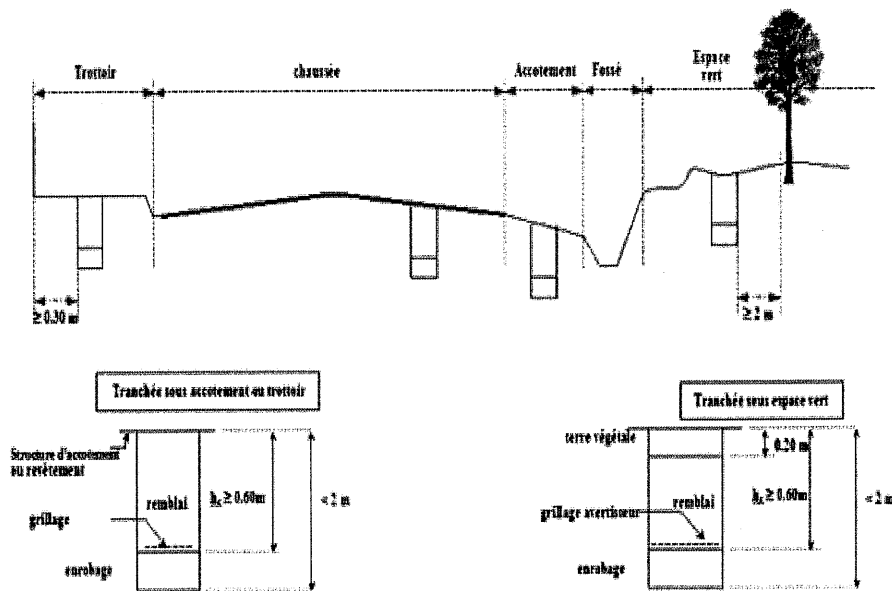 Trottoir
chaussée
Accotement
Fossé
Espace
vert
≥ 0.30 m
≥ 2 m
Tranchée sous accotement ou trottoir
Structure d'accotement
ou revêtement
remblai
grillage
enrobage
≥ 0.60m
< 2 m
Tranchée sous espace vert
terre végétale
0.20 m
remblai
grillage avertisseur
enrobage
≥ 0.60m
< 2 m